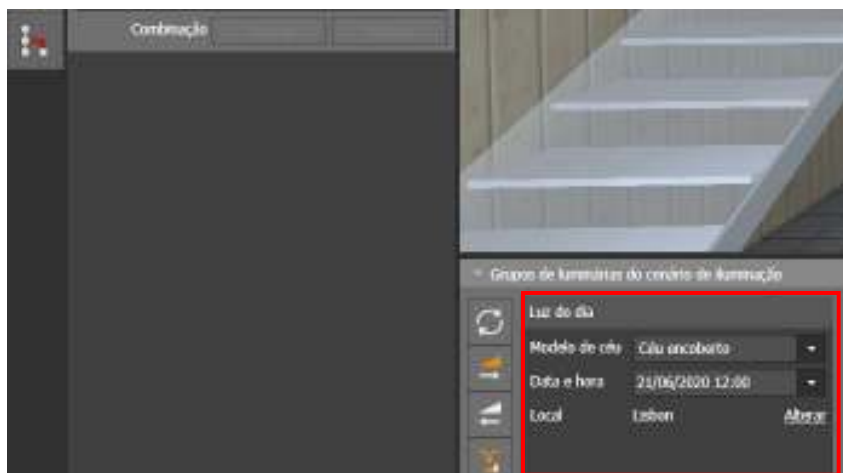 Combinação
Grupos de luminárias do cenário de iluminação
Luz do dia
Modelo de céu Céu encoberto
Data e hora 21/06/2020 12:00
Local Lisbon Alterar